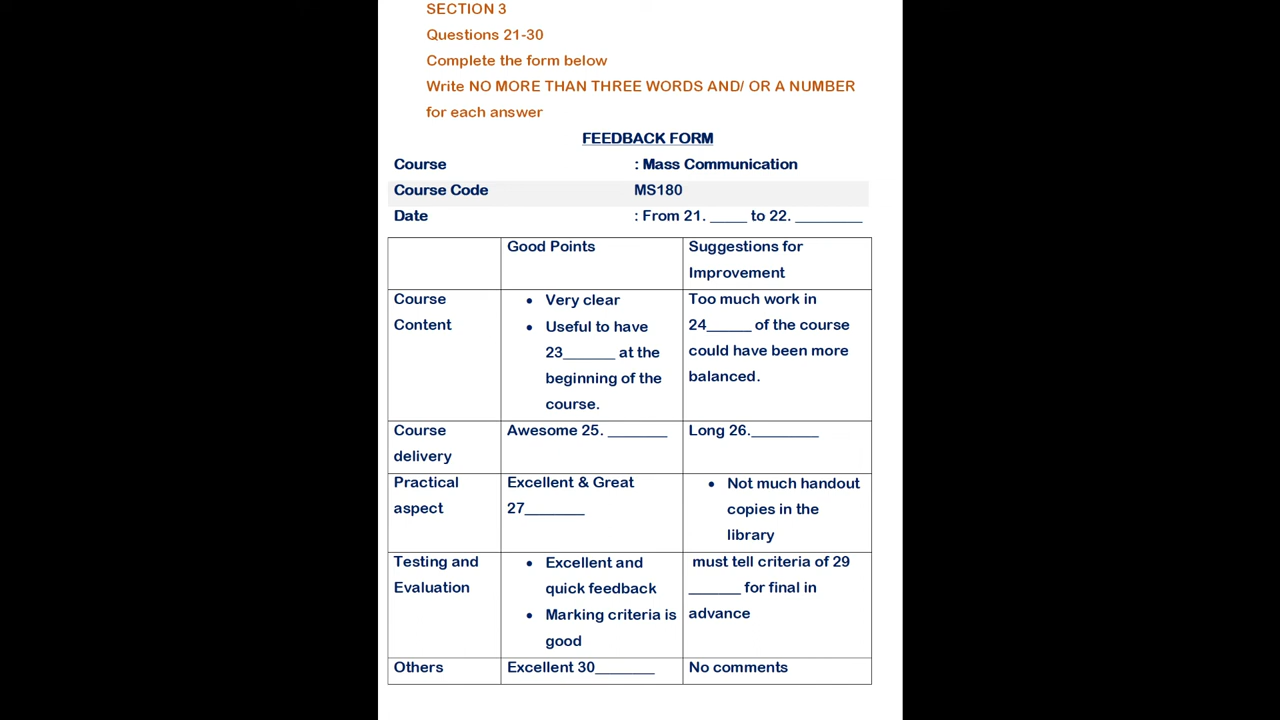 SECTION 3
Questions 21-30
Complete the form below
Write NO MORE THAN THREE WORDS AND/ OR A NUMBER
for each answer
FEEDBACK FORM
Course : Mass Communication
Course Code MS180
Date : From 21. _____ to 22. _________
Good Points
Suggestions for
Improvement
Course
Content
• Very clear
• Useful to have
23_______ at the
beginning of the
course.
Too much work in
24______ of the course
could have been more
balanced.
Course
delivery
Awesome 25. ________
Long 26._________
Practical
aspect
Excellent & Great
27________
• Not much handout
copies in the
library
Testing and
Evaluation
• Excellent and
quick feedback
• Marking criteria is
good
must tell criteria of 29
_______ for final in
advance
Others
Excellent 30________
No comments